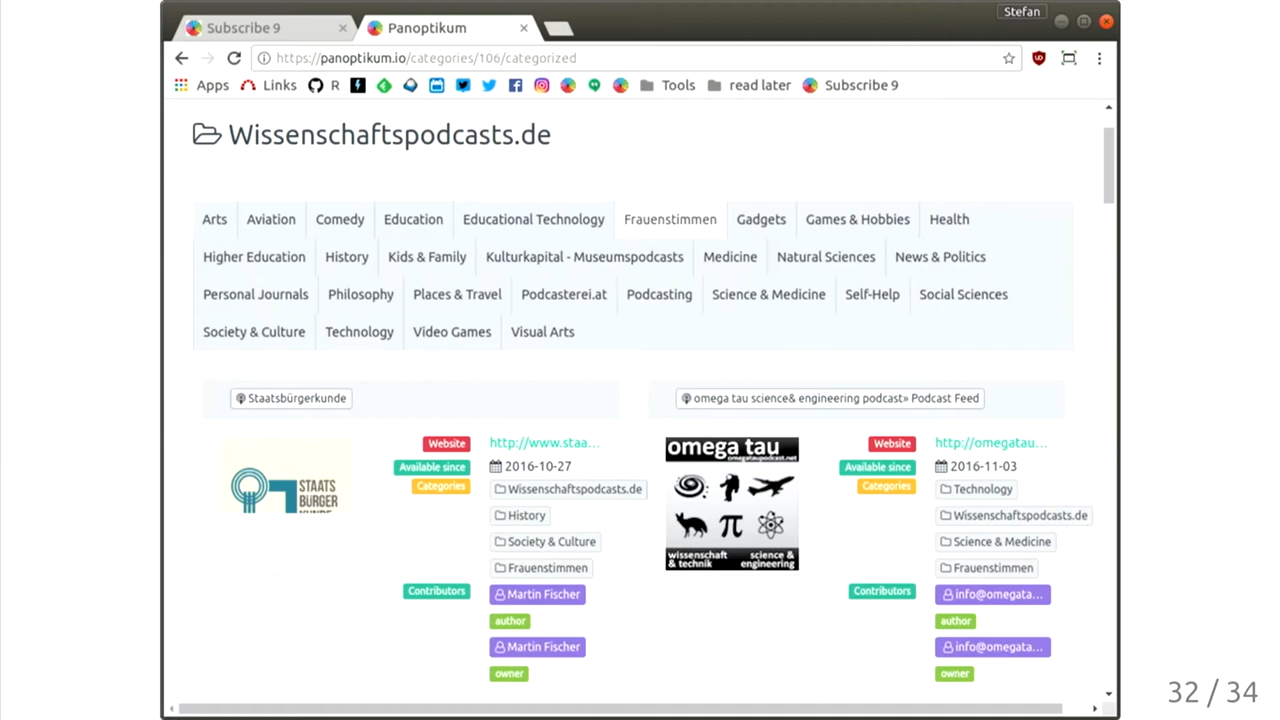 Stefan
Subscribe 9
Panoptikum
https://panoptikum.io/categories/106/categorized
Apps Links R Tools read later Subscribe 9
Wissenschaftspodcasts.de
Arts Aviation Comedy Education Educational Technology Frauenstimmen Gadgets Games & Hobbies Health
Higher Education History Kids & Family Kulturkapital - Museumspodcasts Medicine Natural Sciences News & Politics
Personal Journals Philosophy Places & Travel Podcasterei.at Podcasting Science & Medicine Self-Help Social Sciences
Society & Culture Technology Video Games Visual Arts
Staatsbürgerkunde
STAATS
BÜRGER
KUNDE
Website http://www.staa...
Available since 2016-10-27
Categories Wissenschaftspodcasts.de
History
Society & Culture
Frauenstimmen
Contributors Martin Fischer
author
Martin Fischer
owner
omega tau science& engineering podcast» Podcast Feed
omega tau
omegataupodcast.net
π
wissenschaft science &
& technik engineering
Website http://omegatau...
Available since 2016-11-03
Categories Technology
Wissenschaftspodcasts.de
Science & Medicine
Frauenstimmen
Contributors info@omegata...
author
info@omegata...
owner
32 / 34